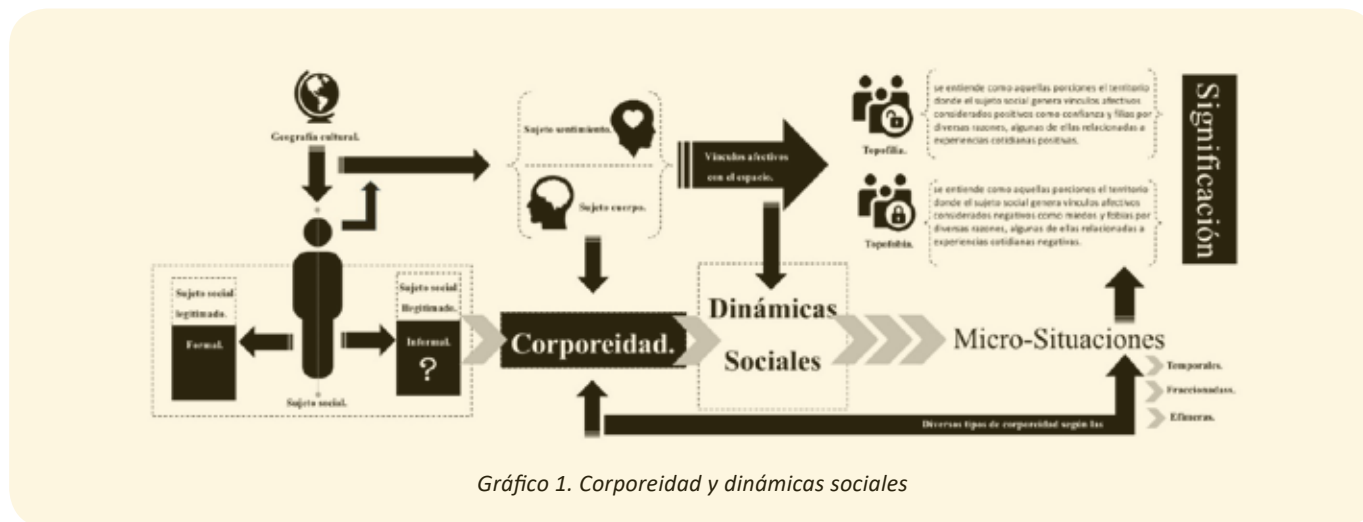 Geografía cultural.
Sujeto social
legitimado.
Formal.
Sujeto social
Ilegitimado.
Informal.
?
Sujeto social.
Sujeto sentimiento.
Sujeto cuerpo.
Corporeidad.
Vínculos afectivos
con el espacio.
Dinámicas
Sociales
Topofilia.
se entiende como aquellas porciones el territorio
donde el sujeto social genera vínculos afectivos
considerados positivos como confianza y filias por
diversas razones, algunas de ellas relacionadas a
experiencias cotidianas positivas.
Topofobia.
se entiende como aquellas porciones el territorio
donde el sujeto social genera vínculos afectivos
considerados negativos como miedos y fobias por
diversas razones, algunas de ellas relacionadas a
experiencias cotidianas negativas.
Significación
Micro-Situaciones
Temporales.
Fraccionadass.
Efímeras.
Diversos tipos de corporeidad según las
Gráfico 1. Corporeidad y dinámicas sociales